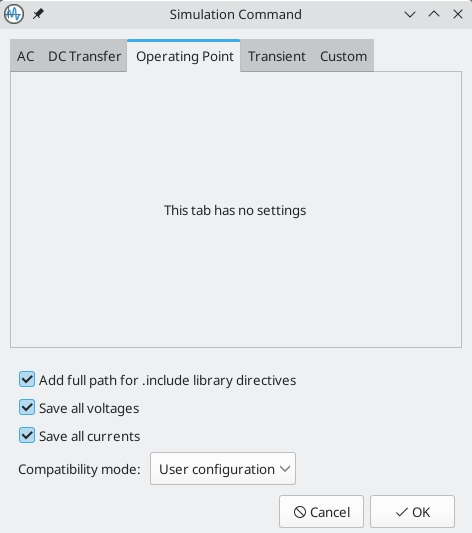 Simulation Command
AC DC Transfer Operating Point Transient Custom
This tab has no settings
Add full path for .include library directives
Save all voltages
Save all currents
Compatibility mode: User configuration
Cancel OK